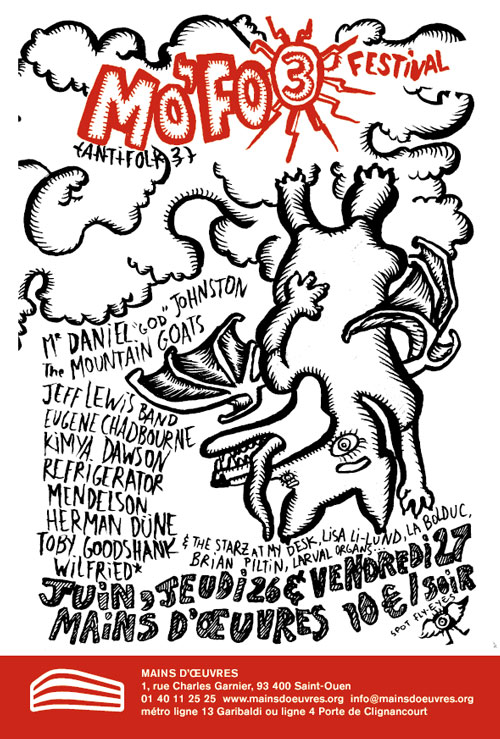 MO'FO 3 FESTIVAL
(ANTIFOLK 3)
Mr DANIEL "GOD" JOHNSTON
The MOUNTAIN GOATS
JEFF LEWIS BAND
EUGENE CHADBOURNE
KIMYA DAWSON
REFRIGERATOR
MENDELSON
HERMAN DÜNE
TOBY GOODSHANK
WILFRIED*
& THE STARZ AT MY DESK, LISA LI-LUND, LA BOLDUC,
BRIAN PILTIN, LARVAL ORGANS...
JUIN, JEUDI 26 & VENDREDI 27
MAINS D'ŒUVRES 10€/SOIR
SPOT FLY-EYES
MAINS D'ŒUVRES
1, rue Charles Garnier, 93 400 Saint-Ouen
01 40 11 25 25 www.mainsdoeuvres.org info@mainsdoeuvres.org
métro ligne 13 Garibaldi ou ligne 4 Porte de Clignancourt